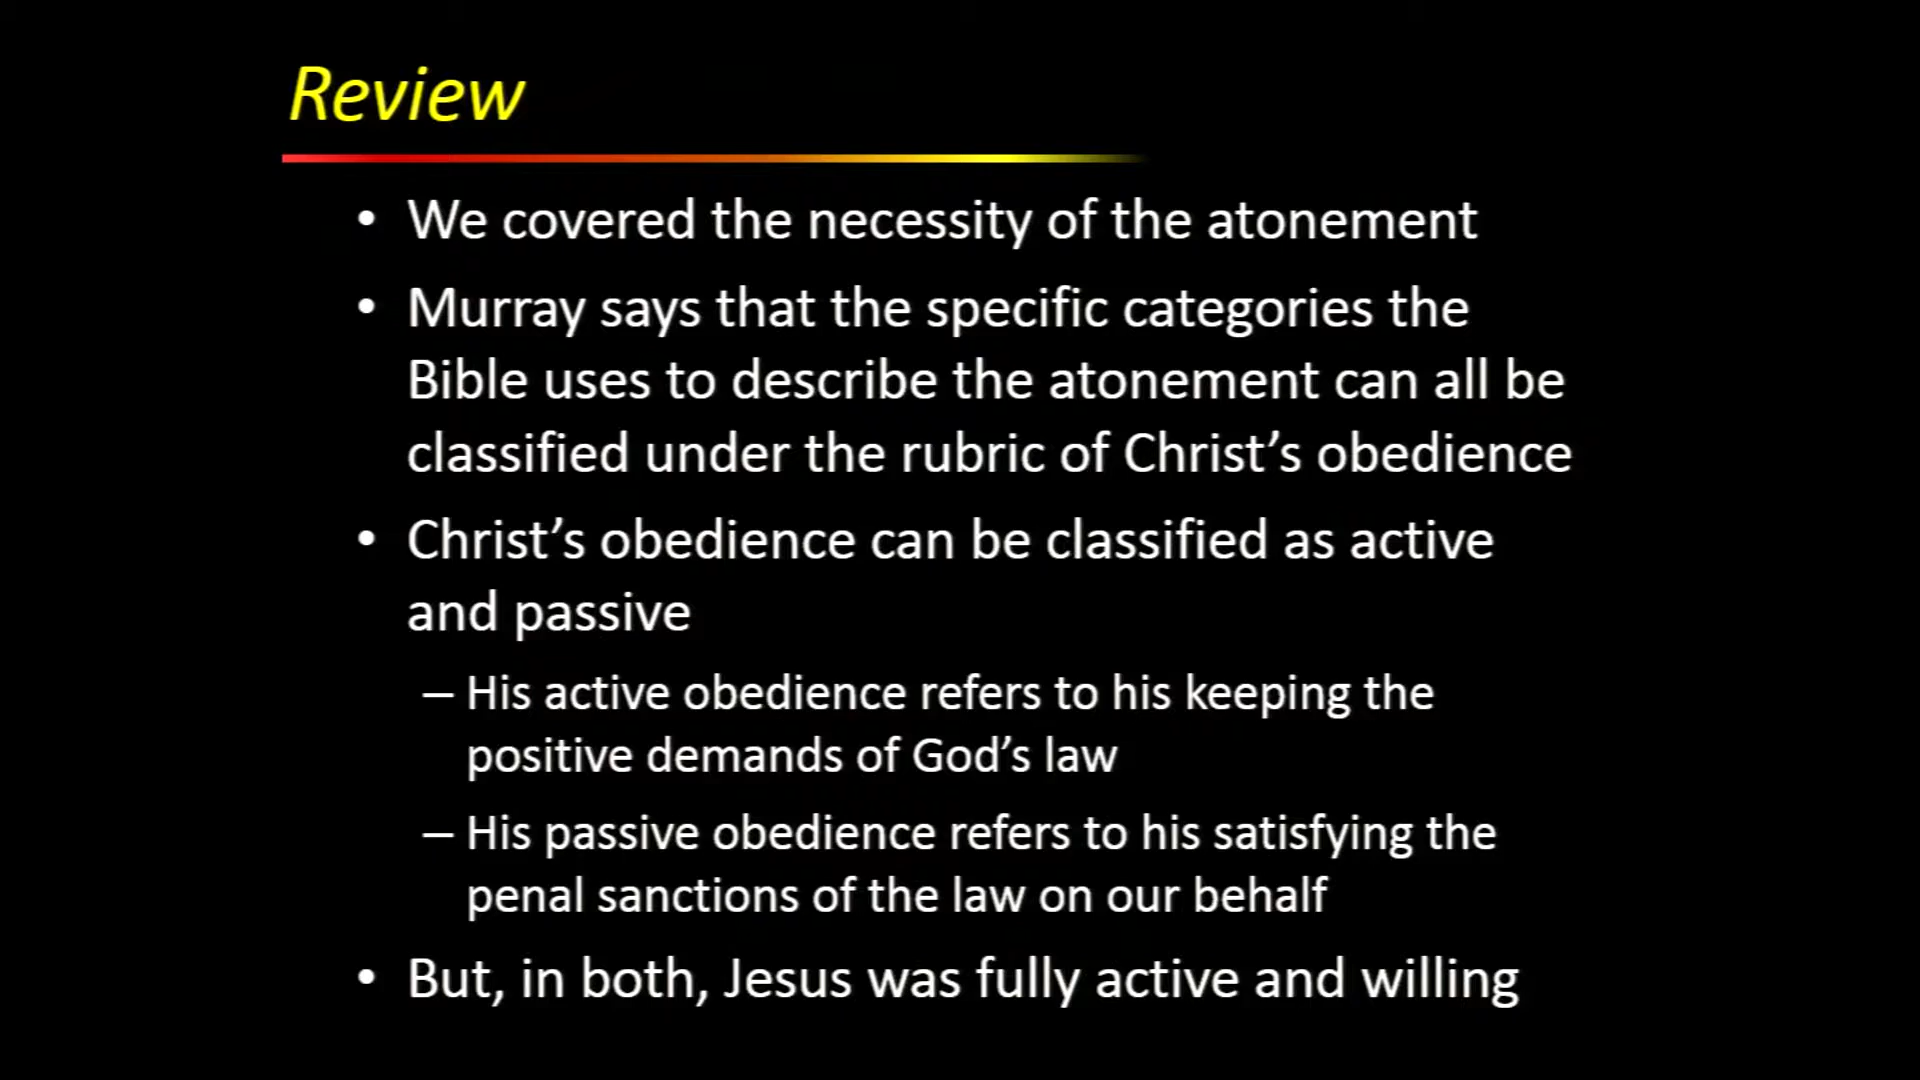 Review
• We covered the necessity of the atonement
• Murray says that the specific categories the
Bible uses to describe the atonement can all be
classified under the rubric of Christ’s obedience
• Christ’s obedience can be classified as active
and passive
– His active obedience refers to his keeping the
positive demands of God’s law
– His passive obedience refers to his satisfying the
penal sanctions of the law on our behalf
• But, in both, Jesus was fully active and willing